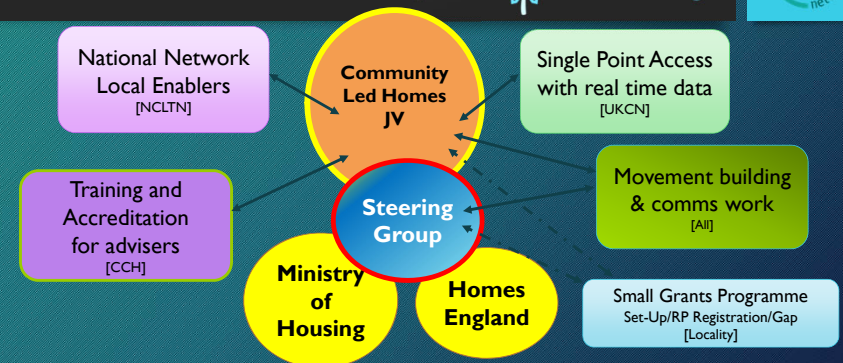 National Network
Local Enablers
[NCLTN]
Community
Led Homes
JV
Single Point Access
with real time data
[UKCN]
Training and
Accreditation
for advisers
[CCH]
Steering
Group
Movement building
& comms work
[All]
Ministry
of
Housing
Homes
England
Small Grants Programme
Set-Up/RP Registration/Gap
[Locality]